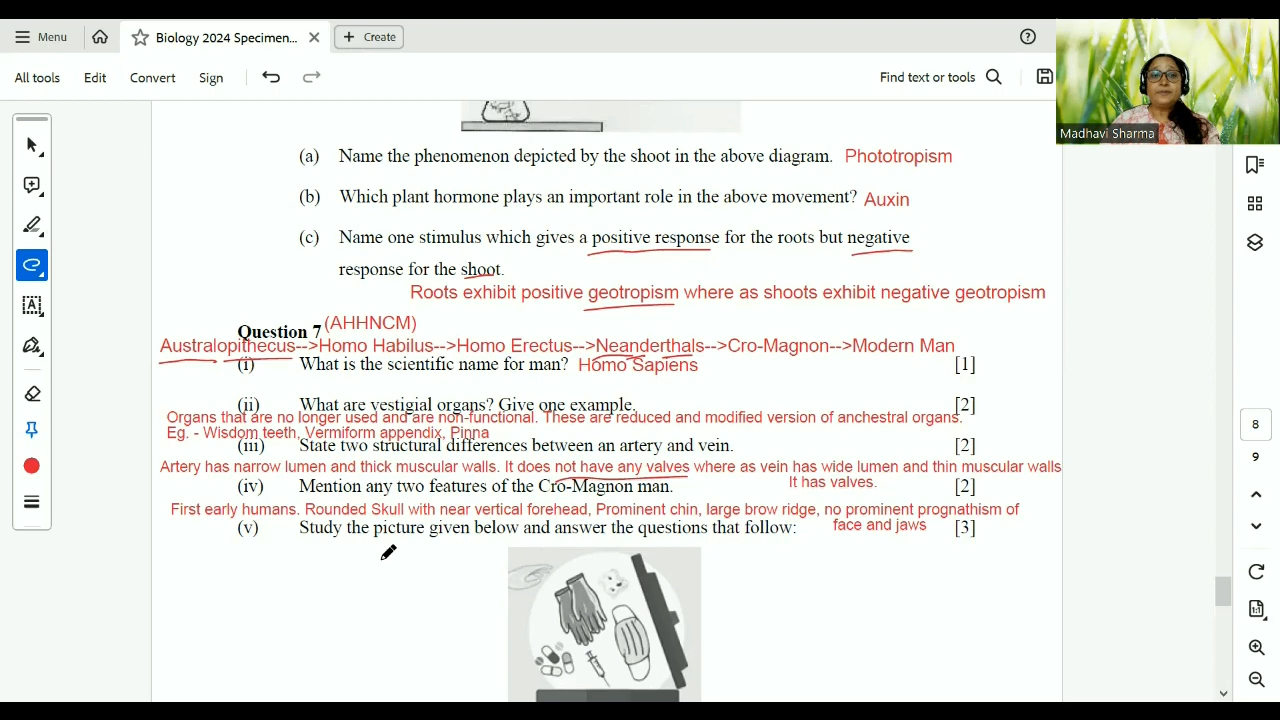 Menu
Biology 2024 Specimen...
Create
All tools Edit Convert Sign
Find text or tools
Madhavi Sharma
(a) Name the phenomenon depicted by the shoot in the above diagram. Phototropism
(b) Which plant hormone plays an important role in the above movement? Auxin
(c) Name one stimulus which gives a positive response for the roots but negative
response for the shoot.
Roots exhibit positive geotropism where as shoots exhibit negative geotropism
Question 7 (AHHNCM)
Australopithecus-->Homo Habilus-->Homo Erectus-->Neanderthals-->Cro-Magnon-->Modern Man
(i) What is the scientific name for man? Homo Sapiens [1]
(ii) What are vestigial organs? Give one example. [2]
Organs that are no longer used and are non-functional. These are reduced and modified version of anchestral organs.
Eg. - Wisdom teeth, Vermiform appendix, Pinna
(iii) State two structural differences between an artery and vein. [2]
Artery has narrow lumen and thick muscular walls. It does not have any valves where as vein has wide lumen and thin muscular walls
It has valves.
(iv) Mention any two features of the Cro-Magnon man. [2]
First early humans. Rounded Skull with near vertical forehead, Prominent chin, large brow ridge, no prominent prognathism of
face and jaws
(v) Study the picture given below and answer the questions that follow: [3]
8
9
1:1